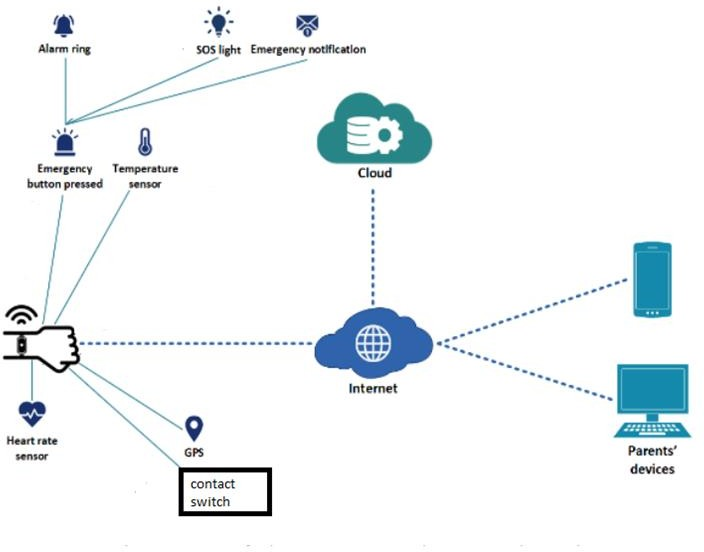 Alarm ring
SOS light
Emergency notification
Emergency
button pressed
Temperature
sensor
Cloud
Internet
Heart rate
sensor
GPS
contact
switch
Parents'
devices